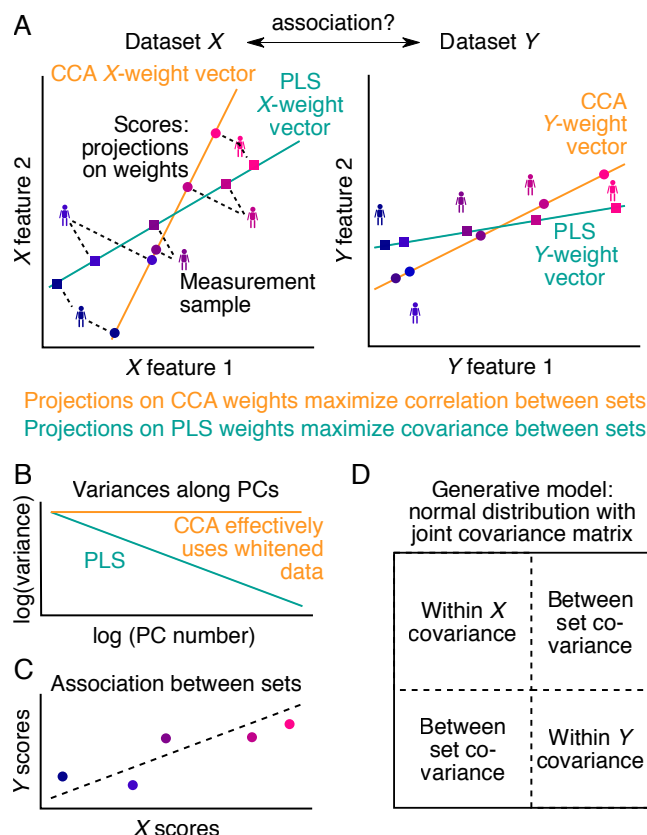 A
association?
Dataset X
Dataset Y
CCA X-weight vector
PLS
X-weight
vector
Scores:
projections
on weights
Measurement
sample
X feature 2
X feature 1
CCA
Y-weight
vector
PLS
Y-weight
vector
Y feature 2
Y feature 1
Projections on CCA weights maximize correlation between sets
Projections on PLS weights maximize covariance between sets
B
Variances along PCs
CCA effectively
uses whitened
data
PLS
log(variance)
log (PC number)
C
Association between sets
Y scores
X scores
D
Generative model:
normal distribution with
joint covariance matrix
Within X
covariance
Between
set co-
variance
Between
set co-
variance
Within Y
covariance